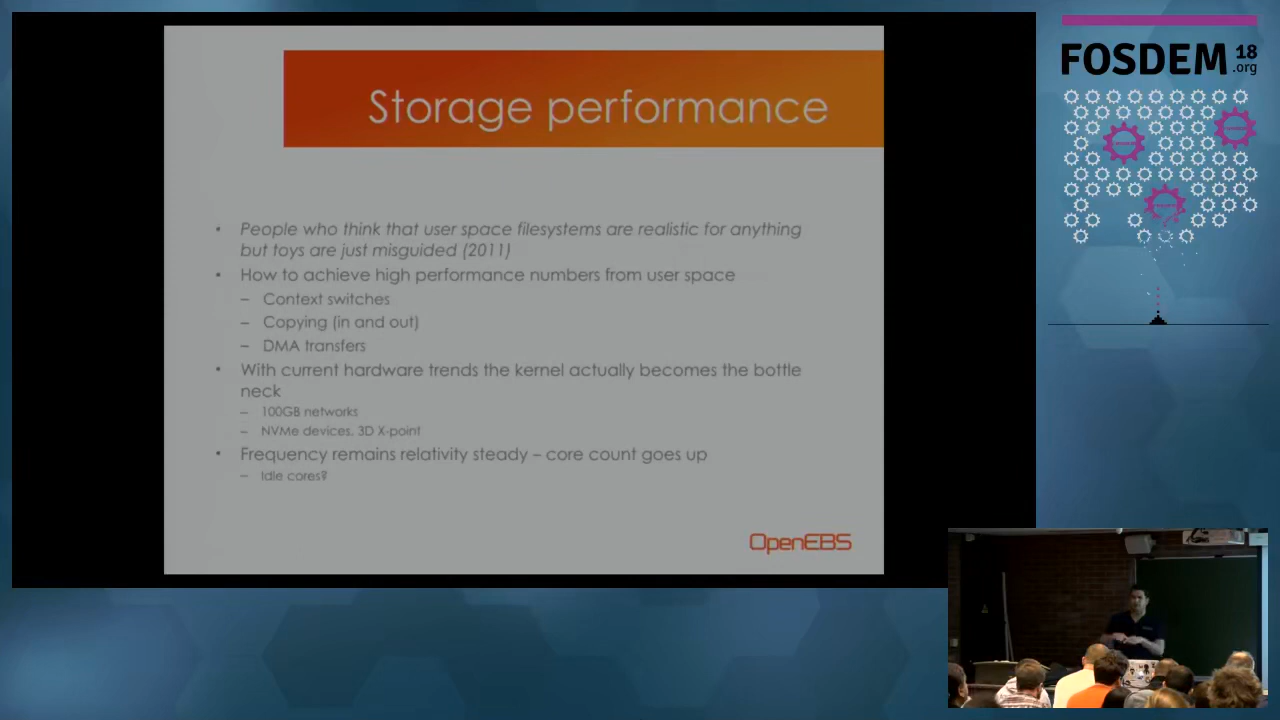 Storage performance
• People who think that user space filesystems are realistic for anything
but toys are just misguided (2011)
• How to achieve high performance numbers from user space
– Context switches
– Copying (in and out)
– DMA transfers
• With current hardware trends the kernel actually becomes the bottle
neck
– 100GB networks
– NVMe devices, 3D X-point
• Frequency remains relativity steady – core count goes up
– Idle cores?
OpenEBS
FOSDEM 18
.org